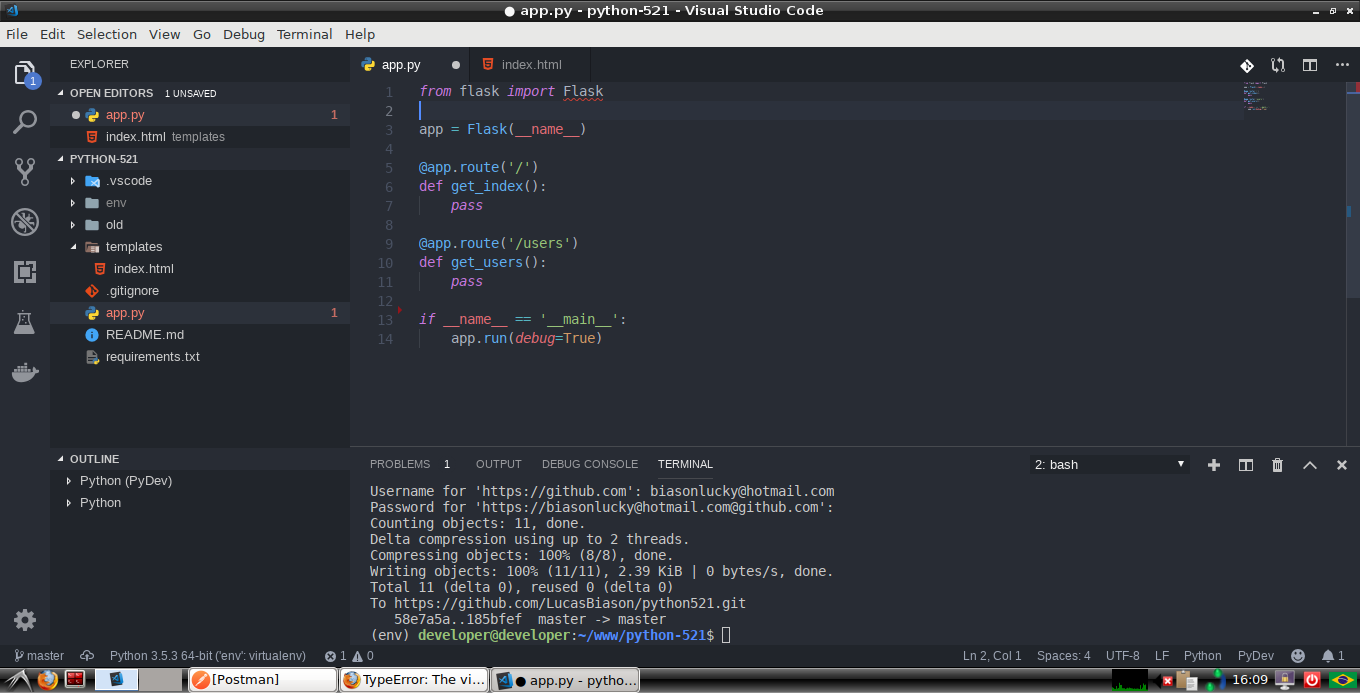 ● app.py - python-521 - Visual Studio Code
File Edit Selection View Go Debug Terminal Help
1
EXPLORER
OPEN EDITORS 1 UNSAVED
● app.py 1
index.html templates
PYTHON-521
.vscode
env
old
templates
index.html
.gitignore
app.py 1
README.md
requirements.txt
OUTLINE
Python (PyDev)
Python
app.py ● index.html
1 from flask import Flask
2
3 app = Flask(__name__)
4
5 @app.route('/')
6 def get_index():
7     pass
8
9 @app.route('/users')
10 def get_users():
11     pass
12
13 if __name__ == '__main__':
14     app.run(debug=True)
PROBLEMS 1 OUTPUT DEBUG CONSOLE TERMINAL 2: bash
Username for 'https://github.com': biasonlucky@hotmail.com
Password for 'https://biasonlucky@hotmail.com@github.com':
Counting objects: 11, done.
Delta compression using up to 2 threads.
Compressing objects: 100% (8/8), done.
Writing objects: 100% (11/11), 2.39 KiB | 0 bytes/s, done.
Total 11 (delta 0), reused 0 (delta 0)
To https://github.com/LucasBiason/python521.git
   58e7a5a..185bfef  master -> master
(env) developer@developer:~/www/python-521$
master Python 3.5.3 64-bit ('env': virtualenv) 1 0 Ln 2, Col 1 Spaces: 4 UTF-8 LF Python PyDev 1
[Postman] TypeError: The vi... ● app.py - pytho... 16:09